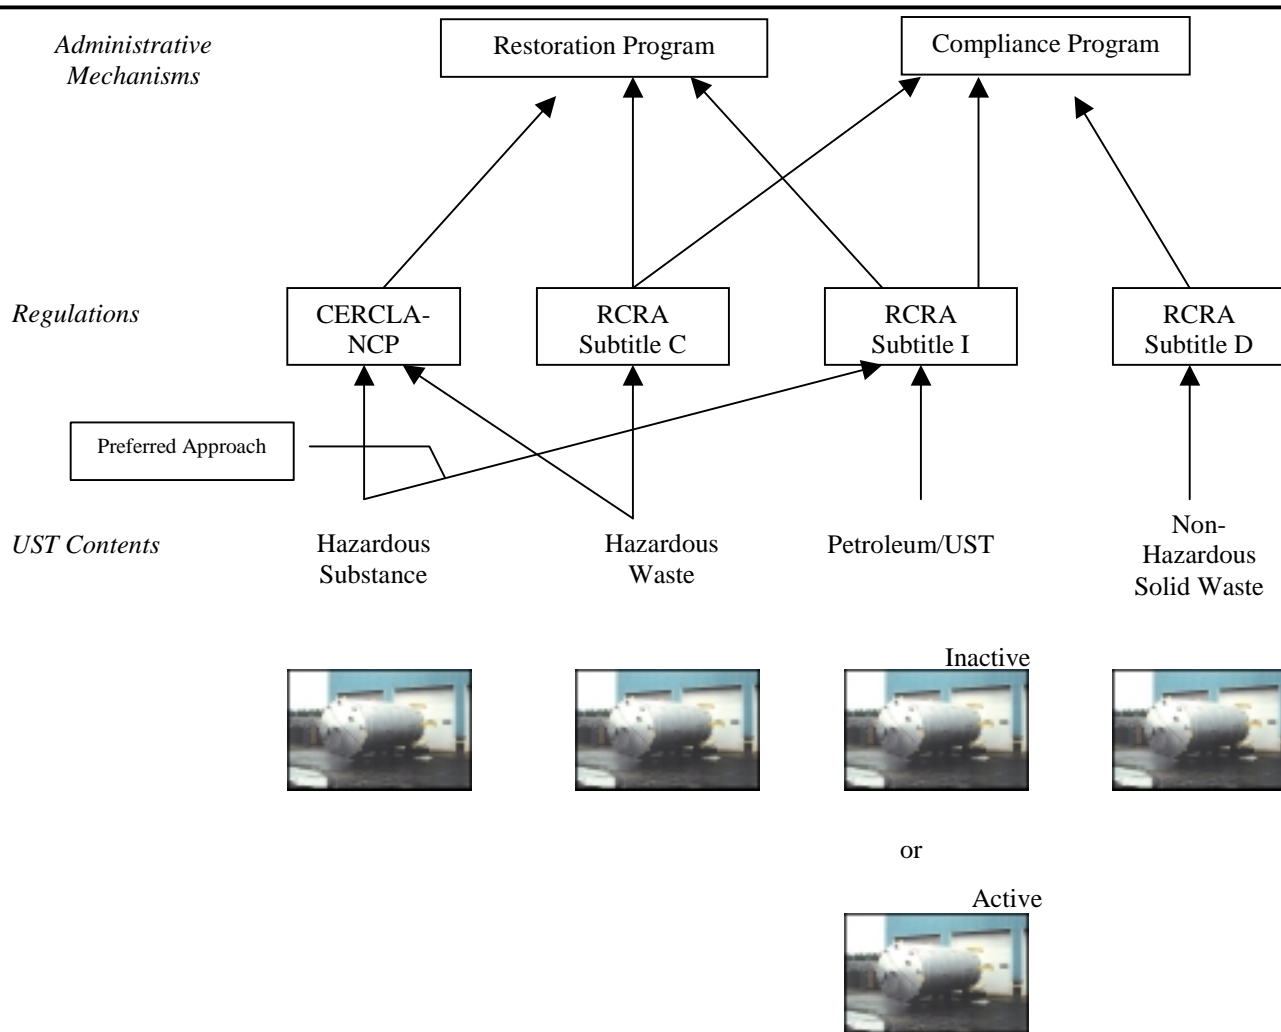 Administrative
Mechanisms
Restoration Program
Compliance Program
Regulations
CERCLA-
NCP
RCRA
Subtitle C
RCRA
Subtitle I
RCRA
Subtitle D
Preferred Approach
UST Contents
Hazardous
Substance
Hazardous
Waste
Petroleum/UST
Non-
Hazardous
Solid Waste
Inactive
or
Active